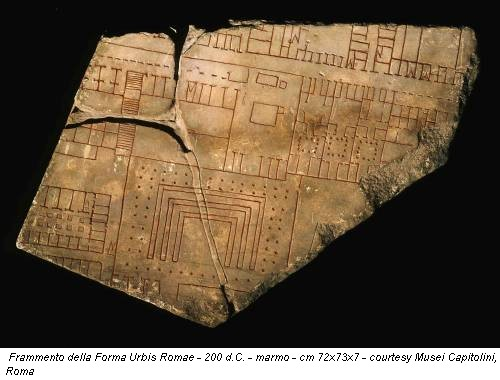 Frammento della Forma Urbis Romae - 200 d.C. - marmo - cm 72x73x7 - courtesy Musei Capitolini,
Roma